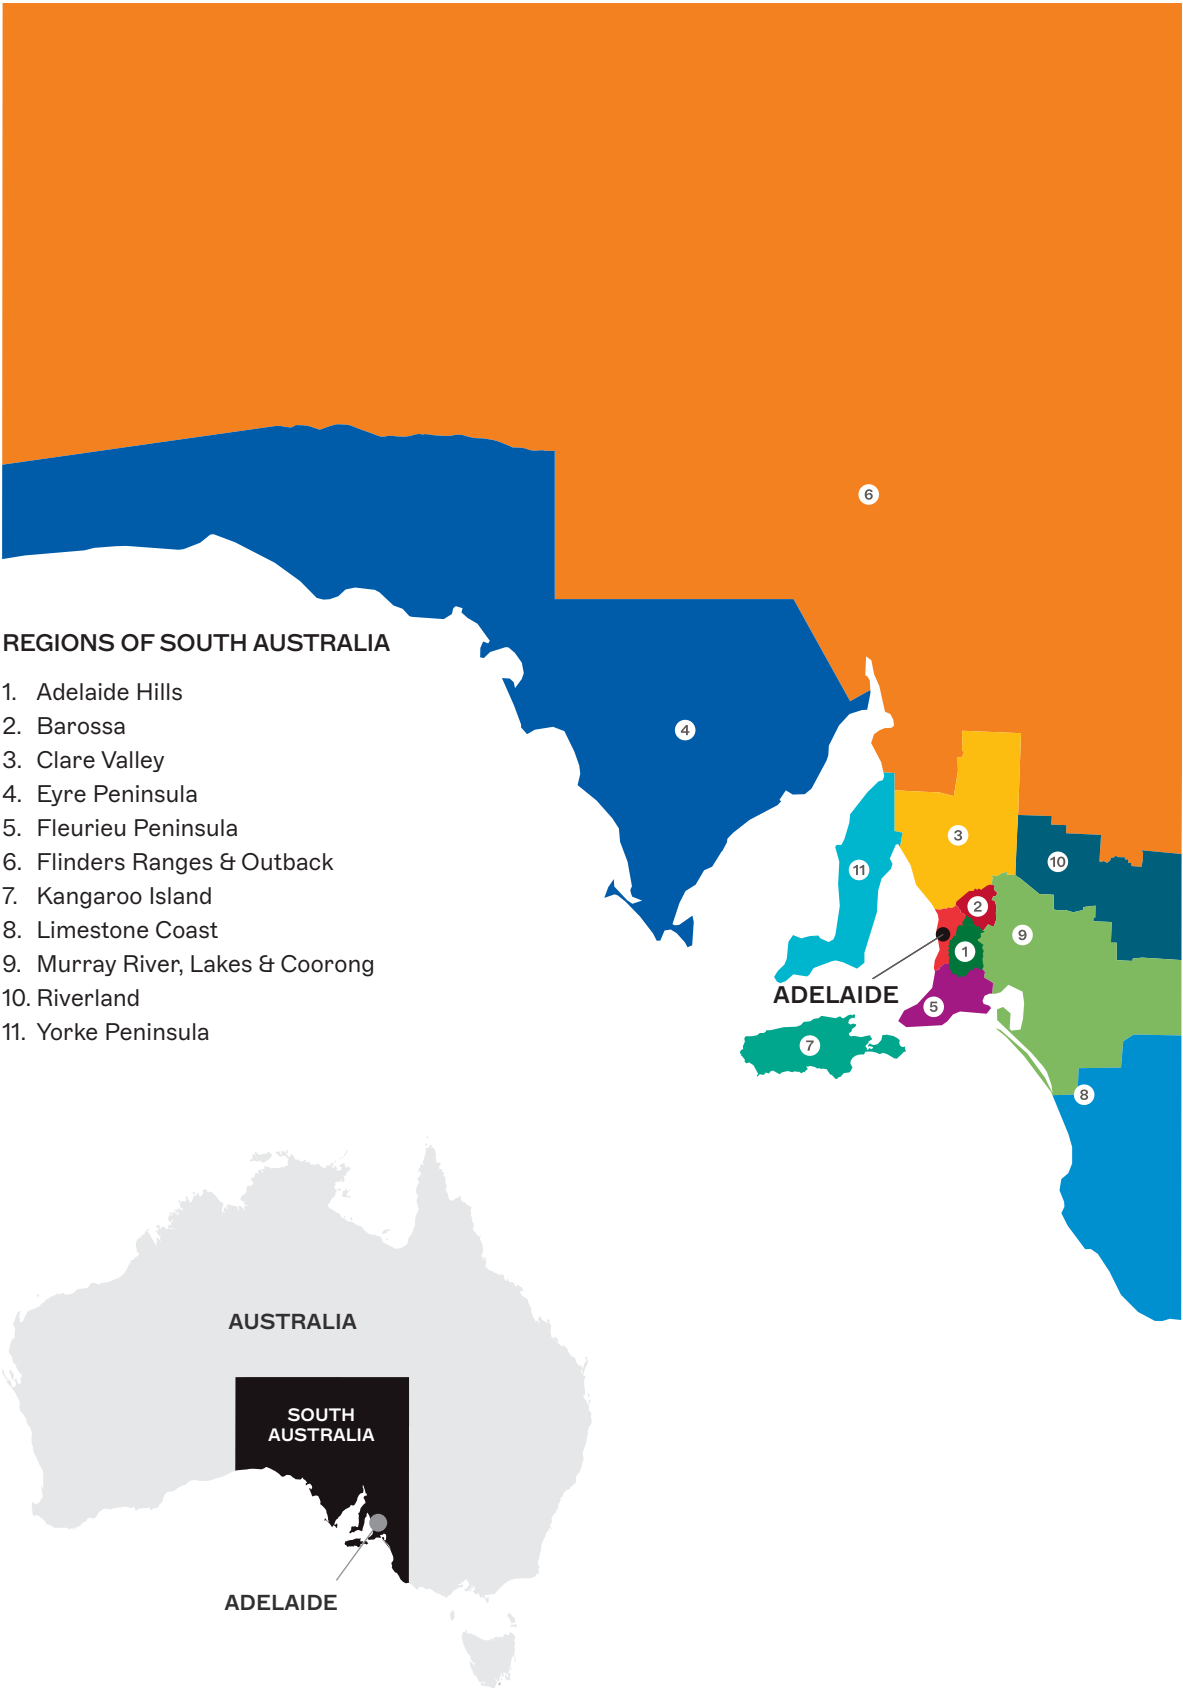 6
REGIONS OF SOUTH AUSTRALIA
1. Adelaide Hills
2. Barossa
3. Clare Valley
4. Eyre Peninsula
5. Fleurieu Peninsula
6. Flinders Ranges & Outback
7. Kangaroo Island
8. Limestone Coast
9. Murray River, Lakes & Coorong
10. Riverland
11. Yorke Peninsula
4
3
10
11
2
9
1
ADELAIDE
5
7
8
AUSTRALIA
SOUTH
AUSTRALIA
ADELAIDE